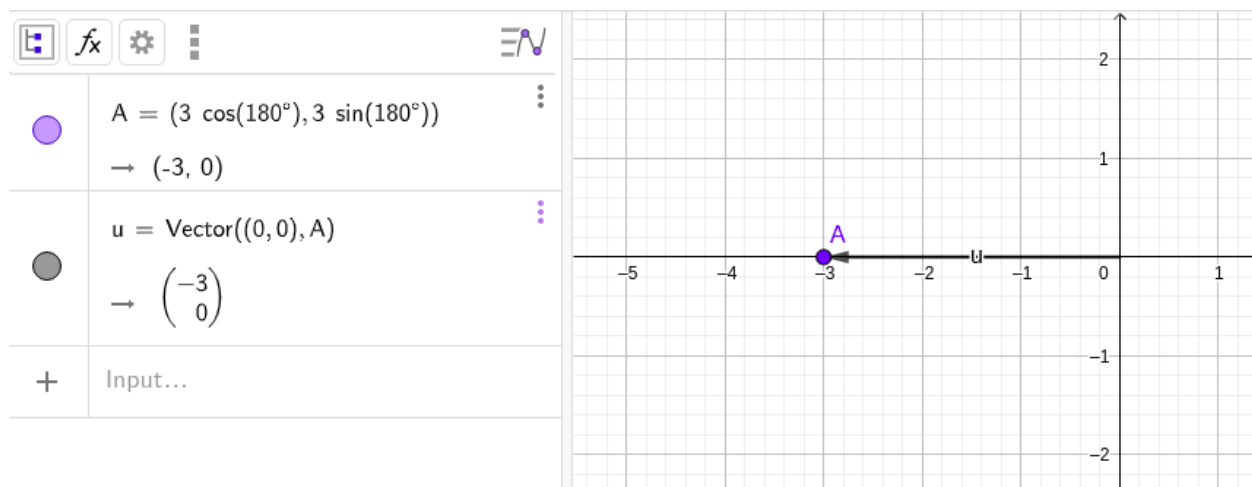 fx
A = (3 cos(180°), 3 sin(180°))
→ (-3, 0)
u = Vector((0, 0), A)
→ (−3
0)
+ Input...
2
1
A
u
−5 −4 −3 −2 −1 0 1
−1
−2